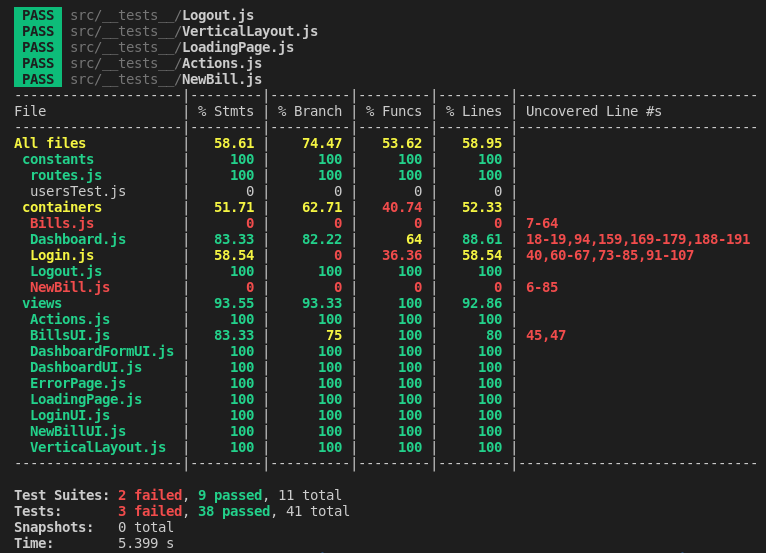 PASS src/__tests__/Logout.js
PASS src/__tests__/VerticalLayout.js
PASS src/__tests__/LoadingPage.js
PASS src/__tests__/Actions.js
PASS src/__tests__/NewBill.js
---------------------|---------|----------|---------|---------|------------------------------
File                 | % Stmts | % Branch | % Funcs | % Lines | Uncovered Line #s
---------------------|---------|----------|---------|---------|------------------------------
All files            |   58.61 |    74.47 |   53.62 |   58.95 |
 constants           |     100 |      100 |     100 |     100 |
  routes.js          |     100 |      100 |     100 |     100 |
  usersTest.js       |       0 |        0 |       0 |       0 |
 containers          |   51.71 |    62.71 |   40.74 |   52.33 |
  Bills.js           |       0 |        0 |       0 |       0 | 7-64
  Dashboard.js       |   83.33 |    82.22 |      64 |   88.61 | 18-19,94,159,169-179,188-191
  Login.js           |   58.54 |        0 |   36.36 |   58.54 | 40,60-67,73-85,91-107
  Logout.js          |     100 |      100 |     100 |     100 |
  NewBill.js         |       0 |        0 |       0 |       0 | 6-85
 views               |   93.55 |    93.33 |     100 |   92.86 |
  Actions.js         |     100 |      100 |     100 |     100 |
  BillsUI.js         |   83.33 |       75 |     100 |      80 | 45,47
  DashboardFormUI.js |     100 |      100 |     100 |     100 |
  DashboardUI.js     |     100 |      100 |     100 |     100 |
  ErrorPage.js       |     100 |      100 |     100 |     100 |
  LoadingPage.js     |     100 |      100 |     100 |     100 |
  LoginUI.js         |     100 |      100 |     100 |     100 |
  NewBillUI.js       |     100 |      100 |     100 |     100 |
  VerticalLayout.js  |     100 |      100 |     100 |     100 |
---------------------|---------|----------|---------|---------|------------------------------
Test Suites: 2 failed, 9 passed, 11 total
Tests:       3 failed, 38 passed, 41 total
Snapshots:   0 total
Time:        5.399 s